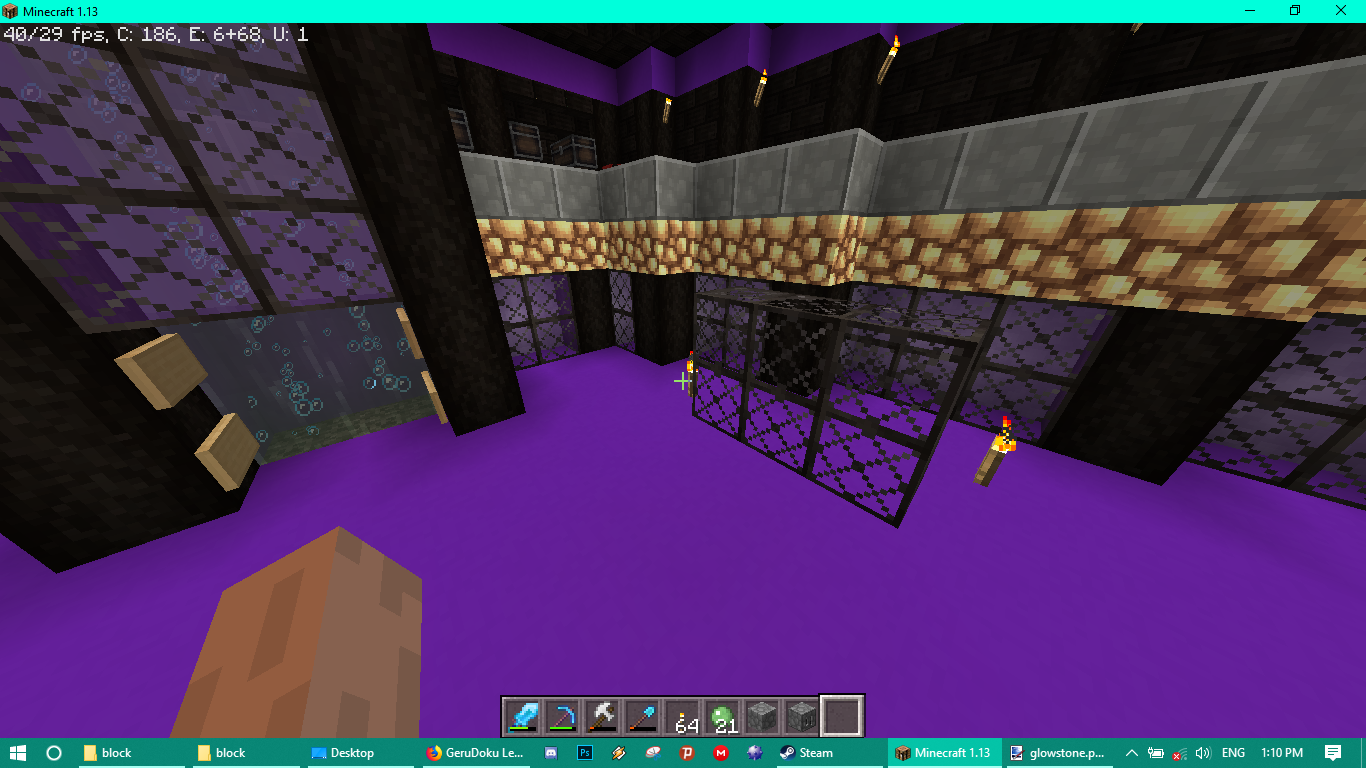 Minecraft 1.13
40/29 fps, C: 186, E: 6+68, U: 1
64 21
block block Desktop GeruDoku Le... Ps P M Steam Minecraft 1.13 glowstone.p... ENG 1:10 PM